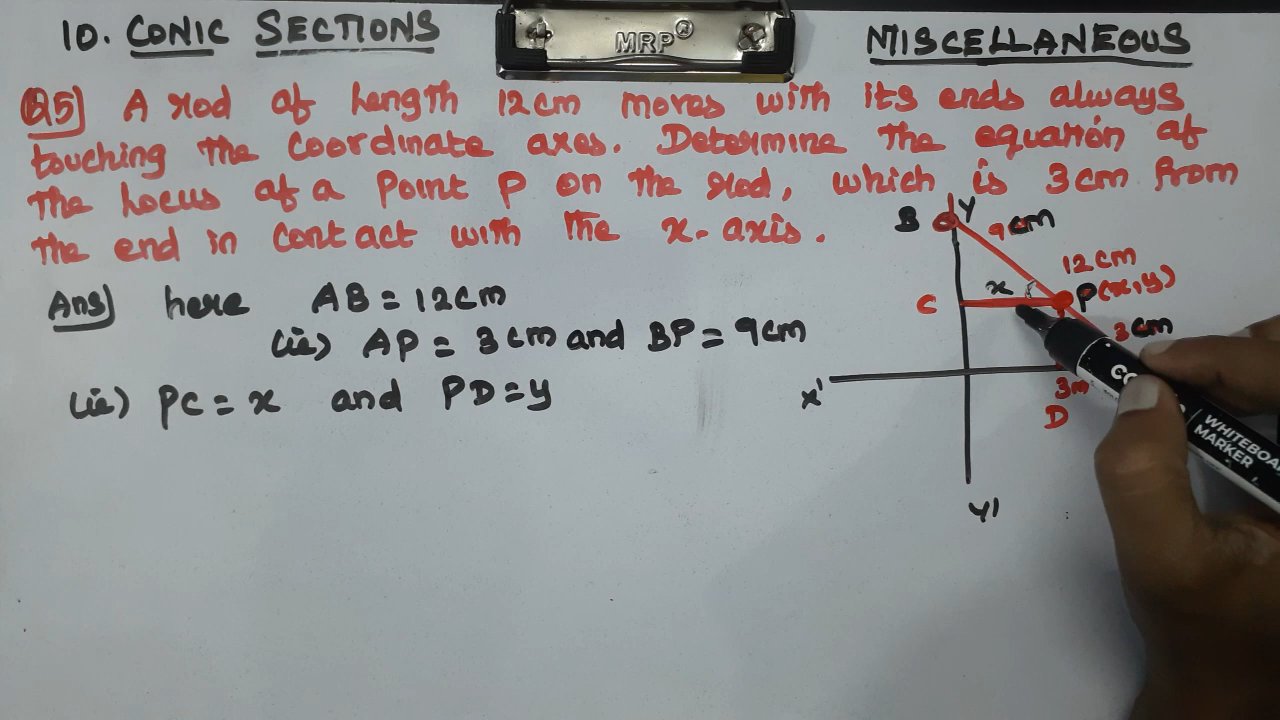 10. CONIC SECTIONS
MRP®
MISCELLANEOUS
Q5] A rod of length 12cm moves with its ends always
touching the coordinate axes. Determine the equation of
the locus of a point P on the rod, which is 3cm from
the end in contact with the x-axis.
B
Y
9cm
12cm
x
P(x,y)
C
3cm
X'
3m
D
Y'
Ans] here AB = 12cm
(ie) AP = 3cm and BP = 9cm
(ie) PC = x and PD = y
CO
WHITEBOA
MARKER